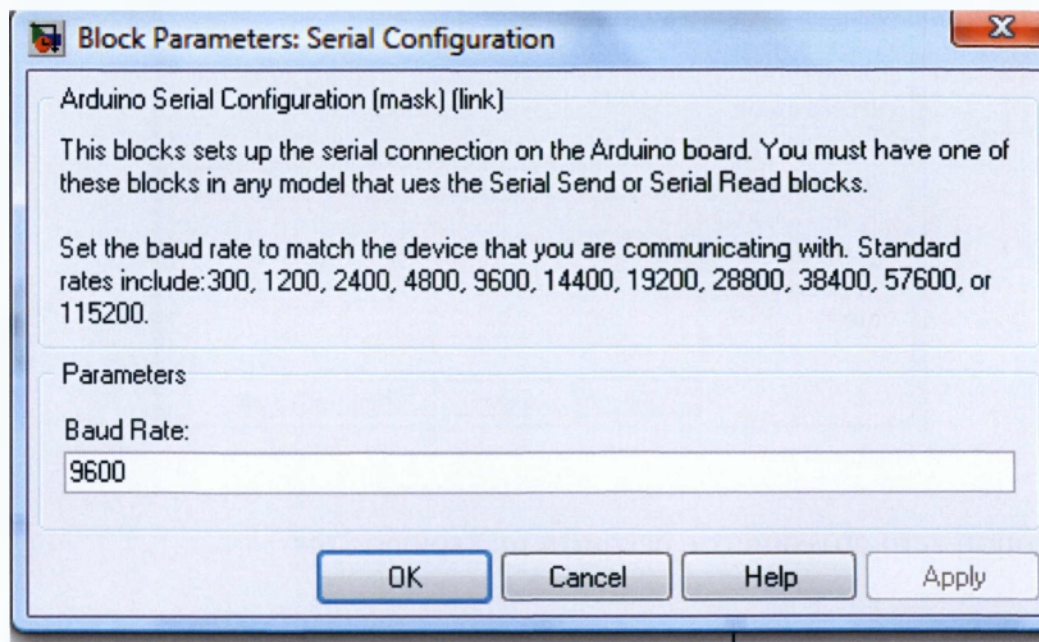 Block Parameters: Serial Configuration
Arduino Serial Configuration (mask) (link)
This blocks sets up the serial connection on the Arduino board. You must have one of
these blocks in any model that ues the Serial Send or Serial Read blocks.
Set the baud rate to match the device that you are communicating with. Standard
rates include:300, 1200, 2400, 4800, 9600, 14400, 19200, 28800, 38400, 57600, or
115200.
Parameters
Baud Rate:
9600
OK Cancel Help Apply